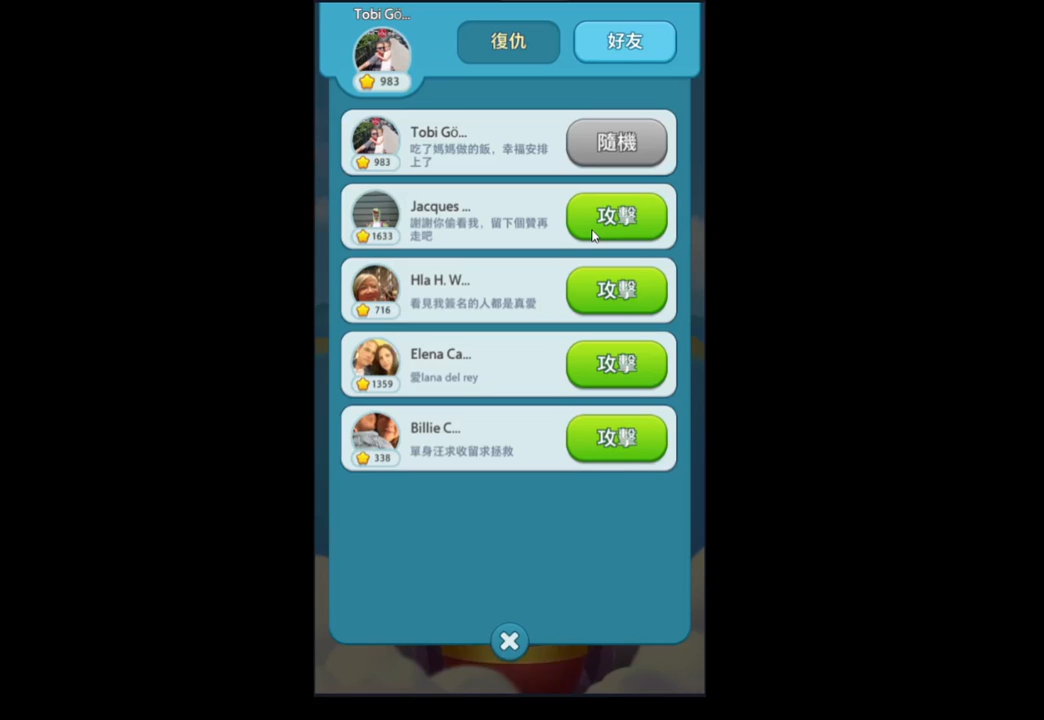 Tobi Gö...
983
復仇
好友
Tobi Gö...
吃了媽媽做的飯，幸福安排
上了
983
隨機
Jacques ...
謝謝你偷看我，留下個贊再
走吧
1633
攻擊
Hla H. W...
看見我簽名的人都是真愛
716
攻擊
Elena Ca...
愛lana del rey
1359
攻擊
Billie C...
單身汪求收留求拯救
338
攻擊